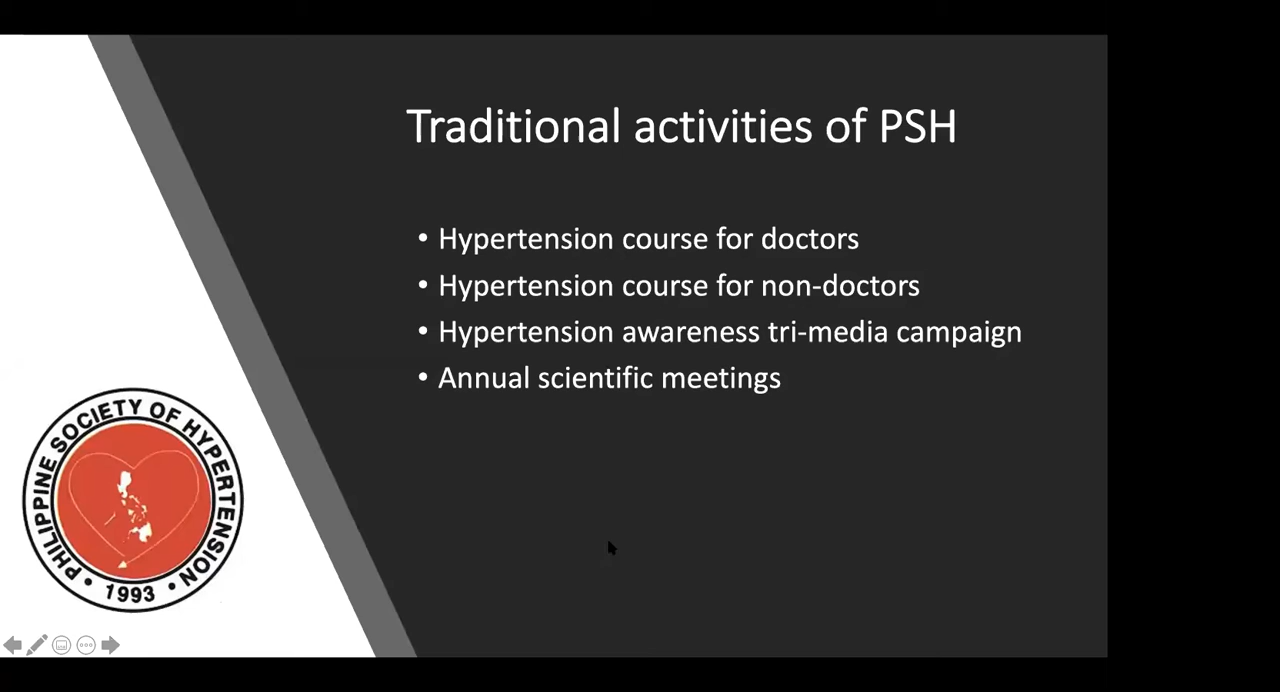 Traditional activities of PSH
• Hypertension course for doctors
• Hypertension course for non-doctors
• Hypertension awareness tri-media campaign
• Annual scientific meetings
PHILIPPINE SOCIETY OF HYPERTENSION
• 1993 •